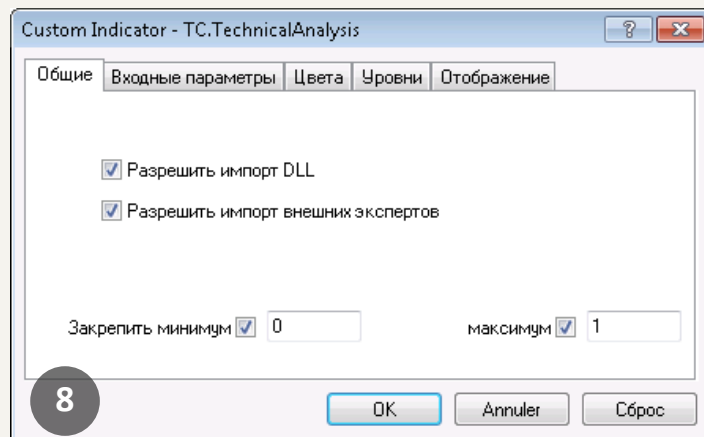 Custom Indicator - TC.TechnicalAnalysis
Общие Входные параметры Цвета Уровни Отображение
Разрешить импорт DLL
Разрешить импорт внешних экспертов
Закрепить минимум 0 максимум 1
8
OK Annuler Сброс